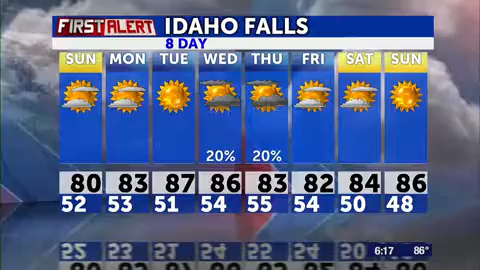 FIRST ALERT IDAHO FALLS
8 DAY
SUN MON TUE WED THU FRI SAT SUN
20% 20%
80 83 87 86 83 82 84 86
52 53 51 54 55 54 50 48
6:17 86°